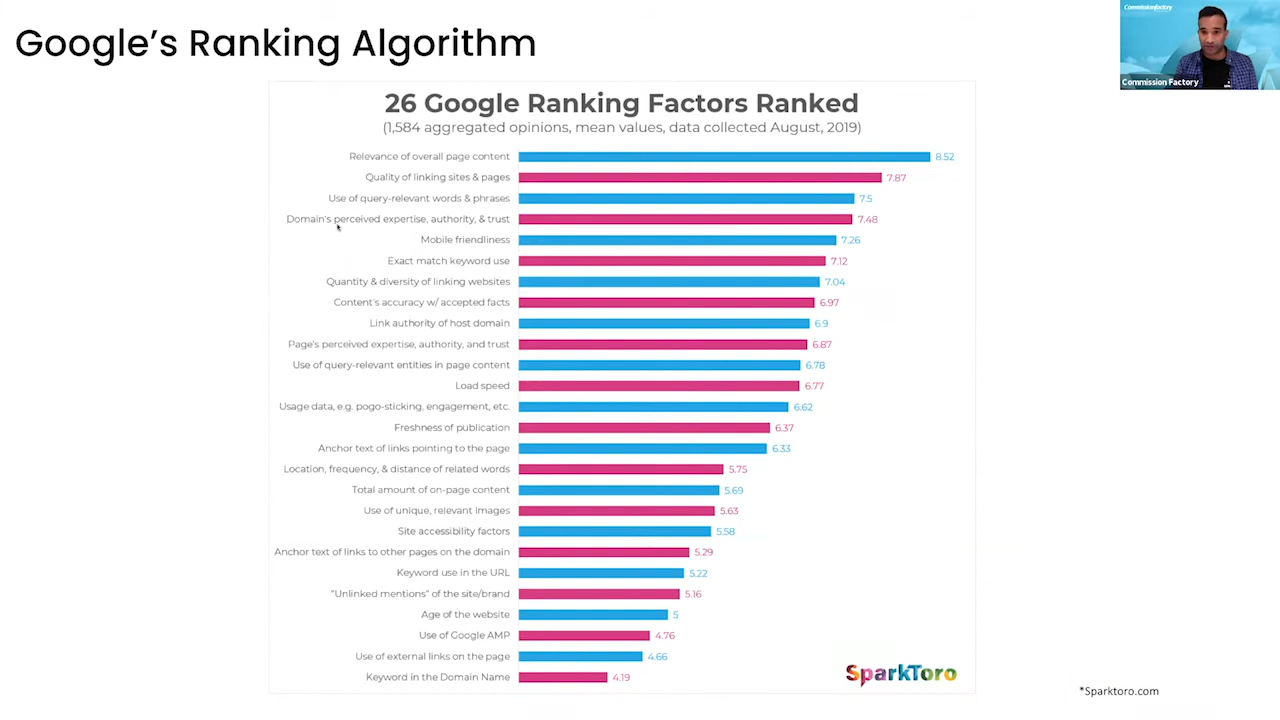 Google's Ranking Algorithm
Commissionfactory
Commission Factory
26 Google Ranking Factors Ranked
(1,584 aggregated opinions, mean values, data collected August, 2019)
Relevance of overall page content 8.52
Quality of linking sites & pages 7.87
Use of query-relevant words & phrases 7.5
Domain's perceived expertise, authority, & trust 7.48
Mobile friendliness 7.26
Exact match keyword use 7.12
Quantity & diversity of linking websites 7.04
Content's accuracy w/ accepted facts 6.97
Link authority of host domain 6.9
Page's perceived expertise, authority, and trust 6.87
Use of query-relevant entities in page content 6.78
Load speed 6.77
Usage data, e.g. pogo-sticking, engagement, etc. 6.62
Freshness of publication 6.37
Anchor text of links pointing to the page 6.33
Location, frequency, & distance of related words 5.75
Total amount of on-page content 5.69
Use of unique, relevant images 5.63
Site accessibility factors 5.58
Anchor text of links to other pages on the domain 5.29
Keyword use in the URL 5.22
"Unlinked mentions" of the site/brand 5.16
Age of the website 5
Use of Google AMP 4.76
Use of external links on the page 4.66
Keyword in the Domain Name 4.19
SparkToro
*Sparktoro.com